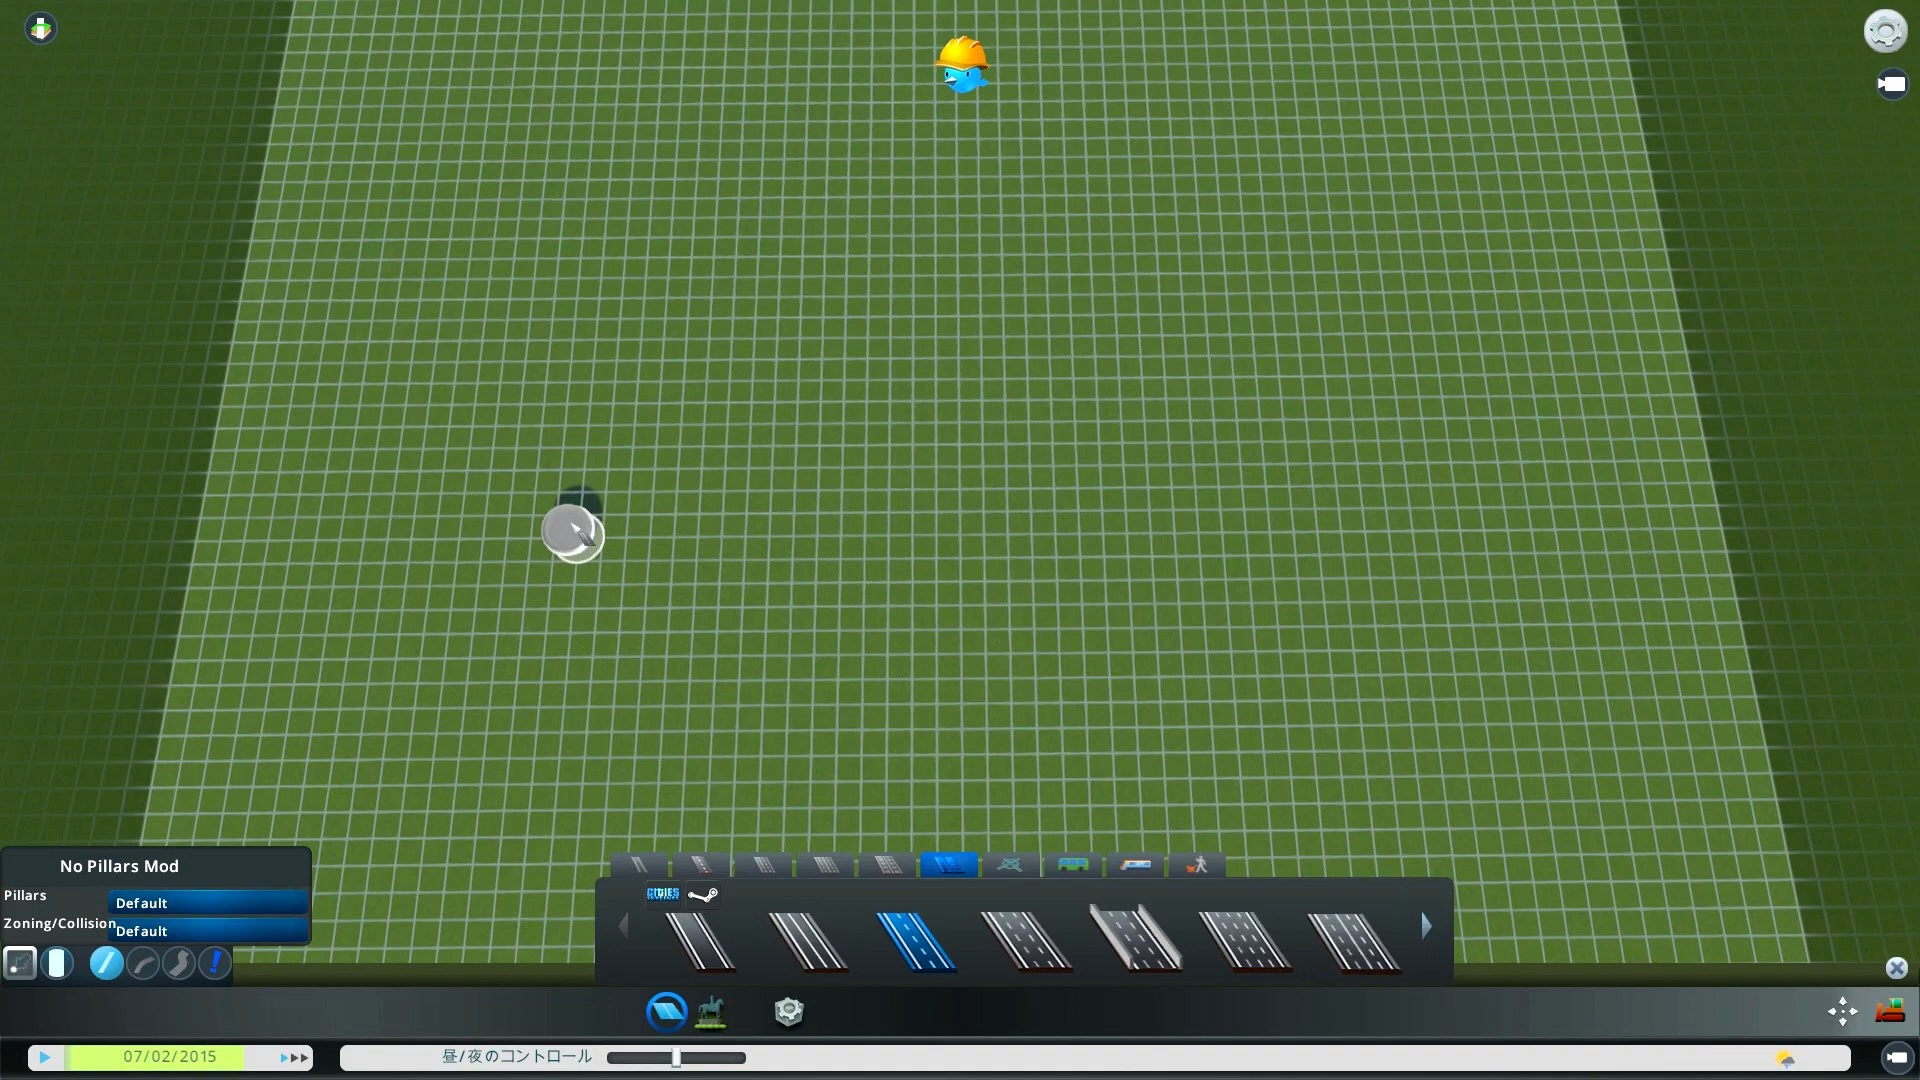 No Pillars Mod
Pillars
Default
Zoning/Collision
Default
CITIES
07/02/2015
昼/夜のコントロール